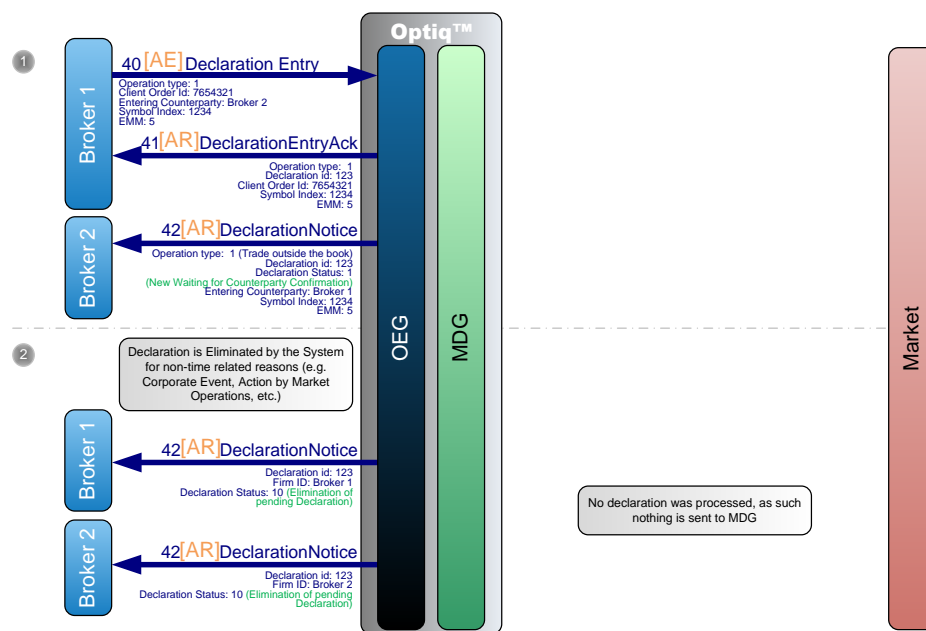 Optiq™
1
40 [AE] Declaration Entry
Operation type: 1
Client Order Id: 7654321
Entering Counterparty: Broker 2
Symbol Index: 1234
EMM: 5
Broker 1
41[AR]DeclarationEntryAck
Operation type: 1
Declaration id: 123
Client Order Id: 7654321
Symbol Index: 1234
EMM: 5
Broker 2
42[AR]DeclarationNotice
Operation type: 1 (Trade outside the book)
Declaration id: 123
Declaration Status: 1
(New Waiting for Counterparty Confirmation)
Entering Counterparty: Broker 1
Symbol Index: 1234
EMM: 5
OEG
MDG
Market
2
Declaration is Eliminated by the System
for non-time related reasons (e.g.
Corporate Event, Action by Market
Operations, etc.)
Broker 1
42[AR]DeclarationNotice
Declaration id: 123
Firm ID: Broker 1
Declaration Status: 10 (Elimination of
pending Declaration)
No declaration was processed, as such
nothing is sent to MDG
Broker 2
42[AR]DeclarationNotice
Declaration id: 123
Firm ID: Broker 2
Declaration Status: 10 (Elimination of pending
Declaration)